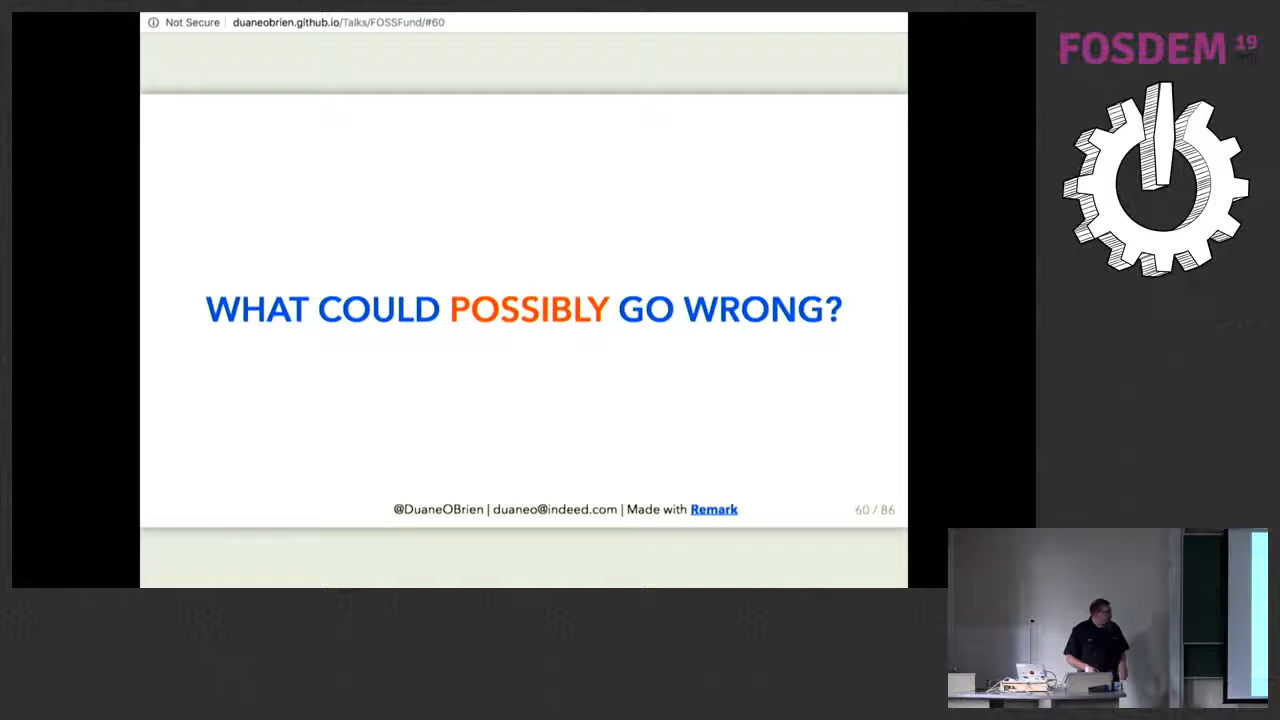 Not Secure duaneobrien.github.io/Talks/FOSSFund/#60
FOSDEM 19
WHAT COULD POSSIBLY GO WRONG?
@DuaneOBrien | duaneo@indeed.com | Made with Remark
60 / 86